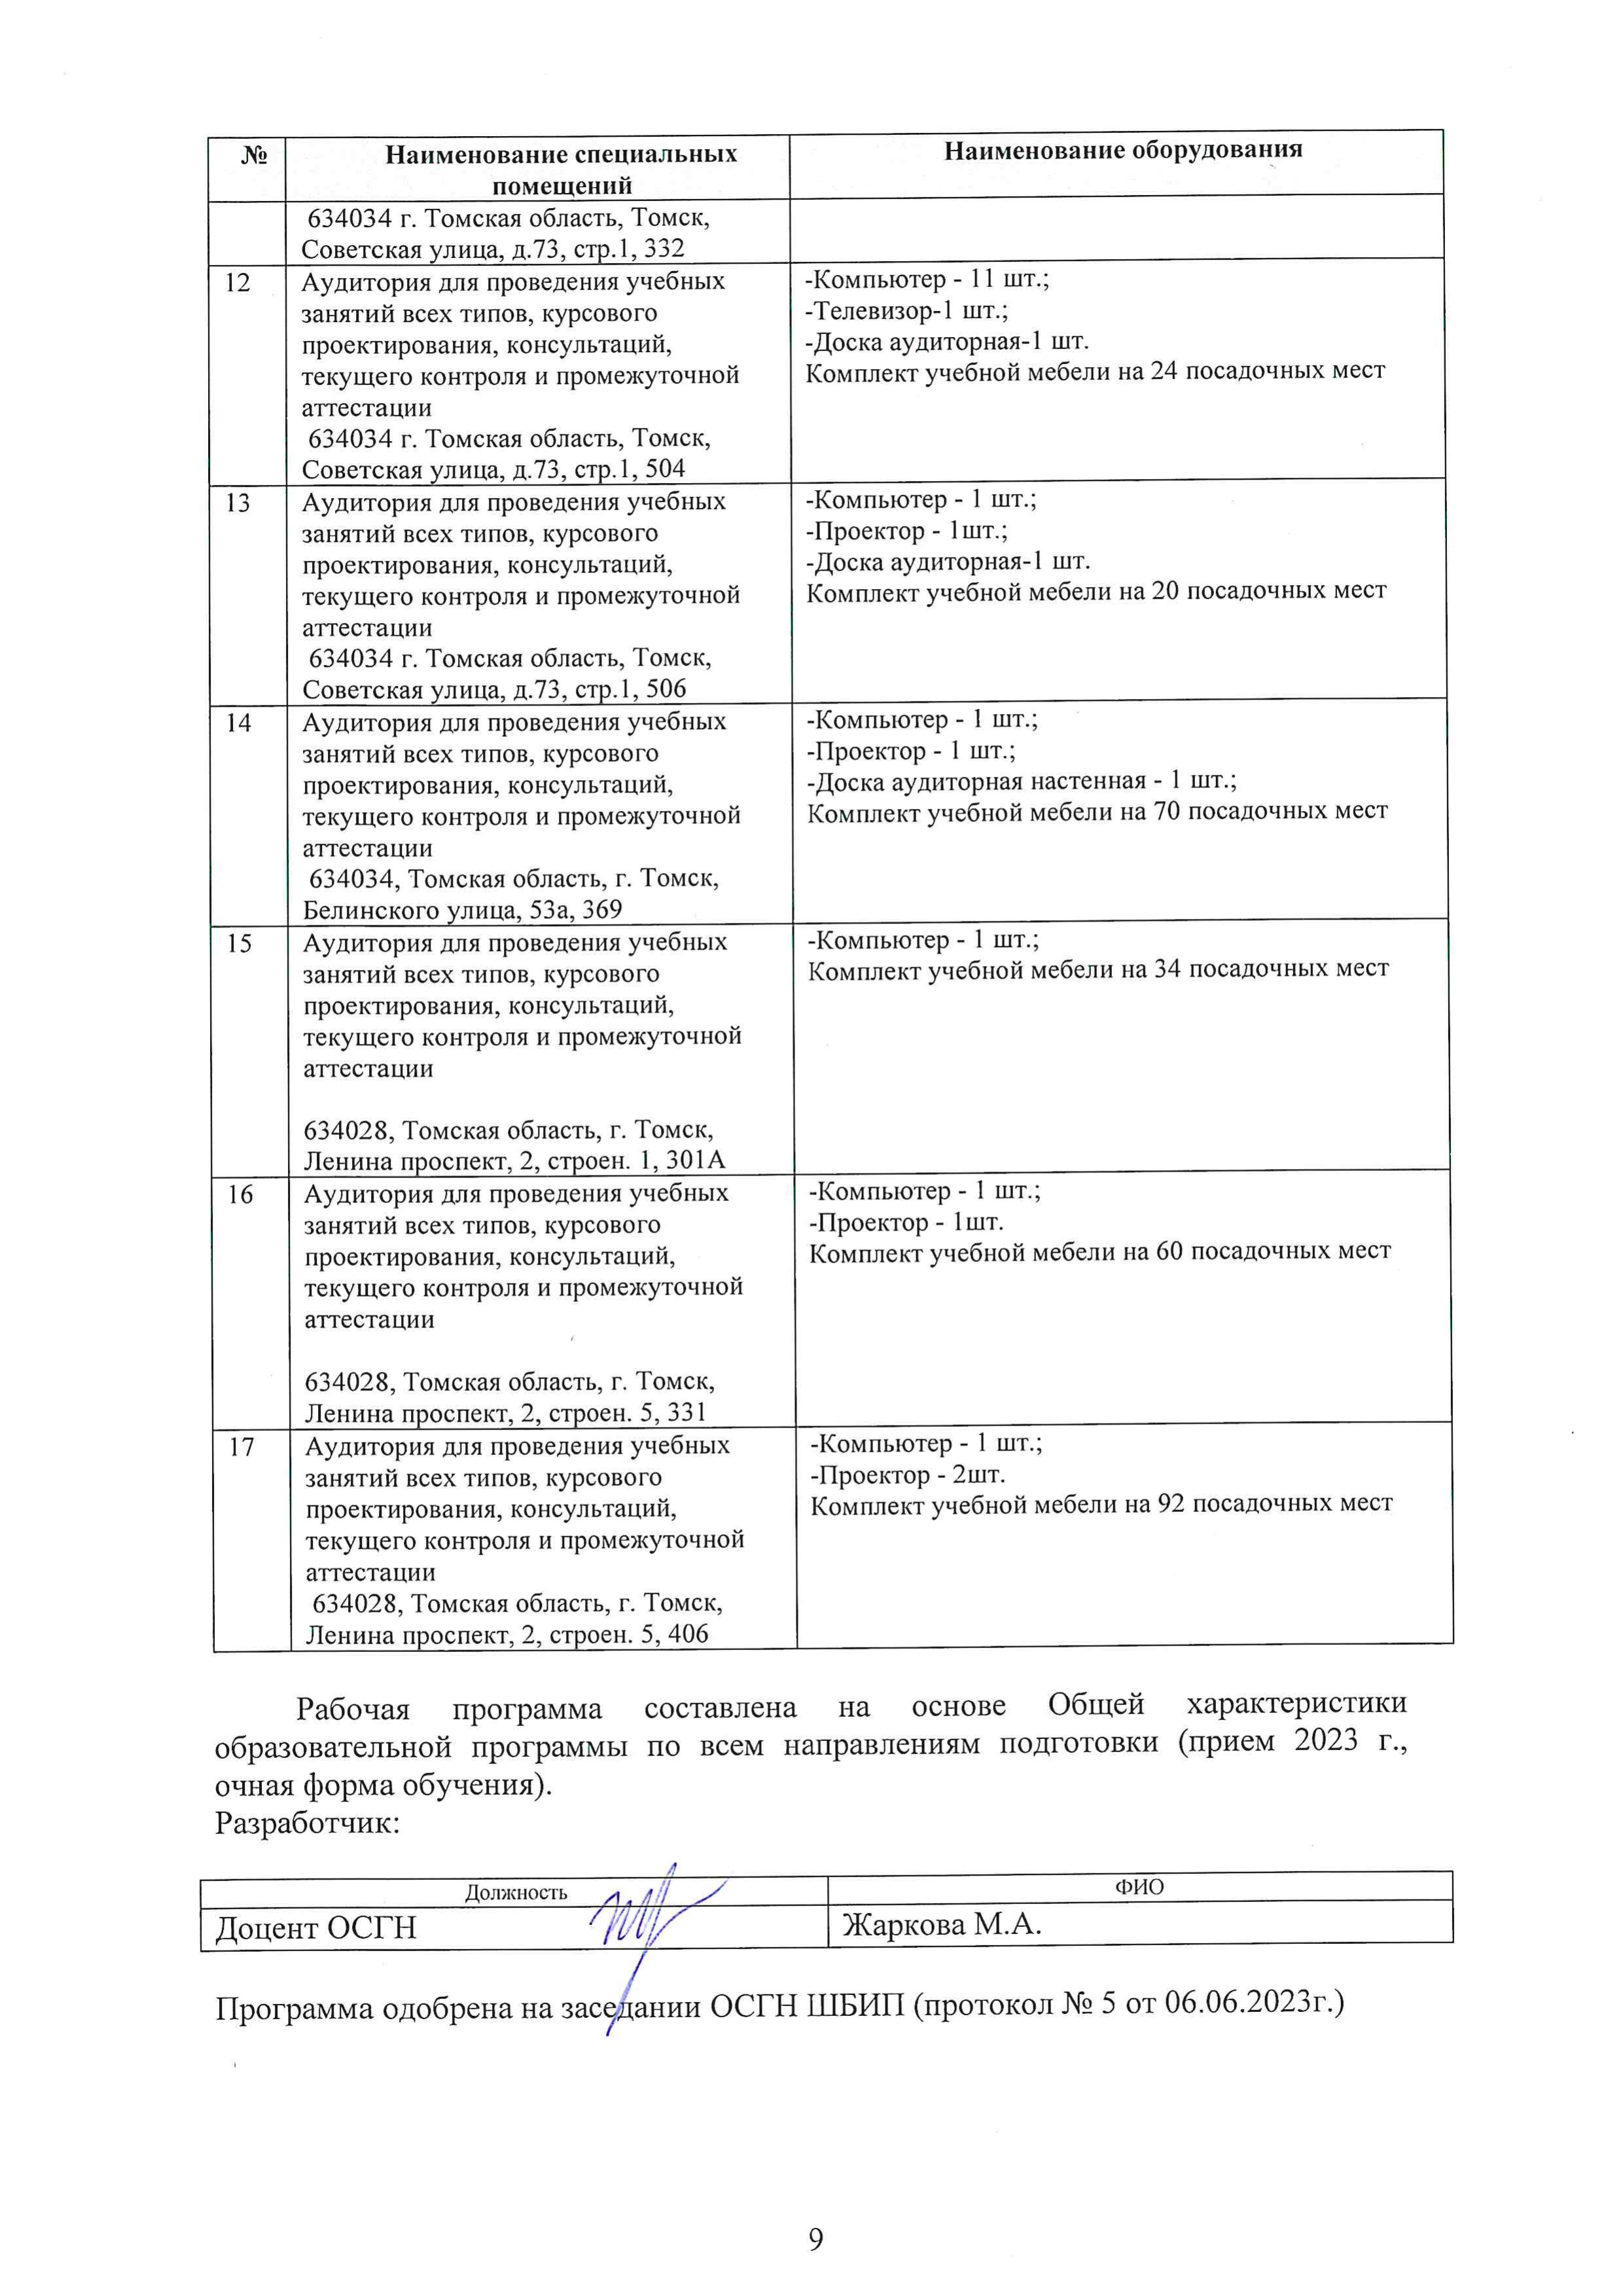 № Наименование специальных Наименование оборудования
помещений
634034 г. Томская область, Томск,
Советская улица, д.73, стр.1, 332
12 Аудитория для проведения учебных
занятий всех типов, курсового
проектирования, консультаций,
текущего контроля и промежуточной
аттестации
634034 г. Томская область, Томск,
Советская улица, д.73, стр.1, 504
-Компьютер - 11 шт.;
-Телевизор-1 шт.;
-Доска аудиторная-1 шт.
Комплект учебной мебели на 24 посадочных мест
13 Аудитория для проведения учебных
занятий всех типов, курсового
проектирования, консультаций,
текущего контроля и промежуточной
аттестации
634034 г. Томская область, Томск,
Советская улица, д.73, стр.1, 506
-Компьютер - 1 шт.;
-Проектор - 1шт.;
-Доска аудиторная-1 шт.
Комплект учебной мебели на 20 посадочных мест
14 Аудитория для проведения учебных
занятий всех типов, курсового
проектирования, консультаций,
текущего контроля и промежуточной
аттестации
634034, Томская область, г. Томск,
Белинского улица, 53а, 369
-Компьютер - 1 шт.;
-Проектор - 1 шт.;
-Доска аудиторная настенная - 1 шт.;
Комплект учебной мебели на 70 посадочных мест
15 Аудитория для проведения учебных
занятий всех типов, курсового
проектирования, консультаций,
текущего контроля и промежуточной
аттестации
634028, Томская область, г. Томск,
Ленина проспект, 2, строен. 1, 301А
-Компьютер - 1 шт.;
Комплект учебной мебели на 34 посадочных мест
16 Аудитория для проведения учебных
занятий всех типов, курсового
проектирования, консультаций,
текущего контроля и промежуточной
аттестации
634028, Томская область, г. Томск,
Ленина проспект, 2, строен. 5, 331
-Компьютер - 1 шт.;
-Проектор - 1шт.
Комплект учебной мебели на 60 посадочных мест
17 Аудитория для проведения учебных
занятий всех типов, курсового
проектирования, консультаций,
текущего контроля и промежуточной
аттестации
634028, Томская область, г. Томск,
Ленина проспект, 2, строен. 5, 406
-Компьютер - 1 шт.;
-Проектор - 2шт.
Комплект учебной мебели на 92 посадочных мест
Рабочая программа составлена на основе Общей характеристики
образовательной программы по всем направлениям подготовки (прием 2023 г.,
очная форма обучения).
Разработчик:
Должность ФИО
Доцент ОСГН Жаркова М.А.
Программа одобрена на заседании ОСГН ШБИП (протокол № 5 от 06.06.2023г.)
9